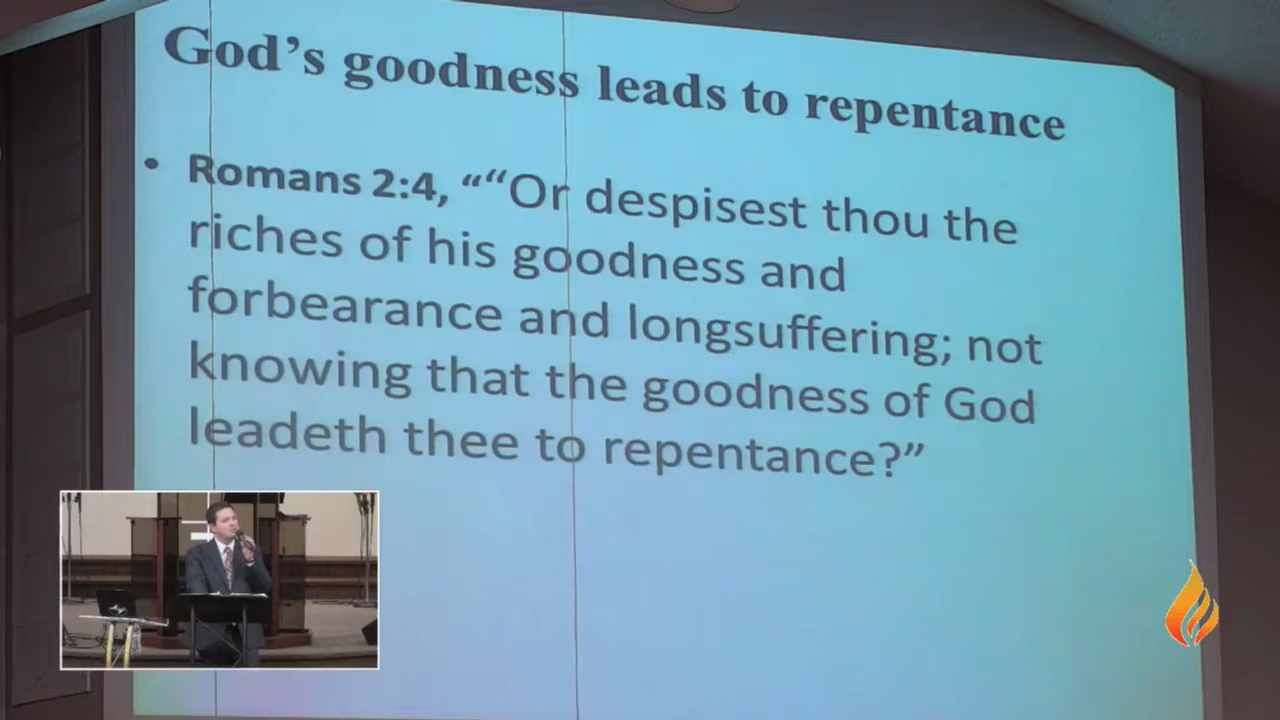 God’s goodness leads to repentance
• Romans 2:4, “““Or despisest thou the
riches of his goodness and
forbearance and longsuffering; not
knowing that the goodness of God
leadeth thee to repentance?”